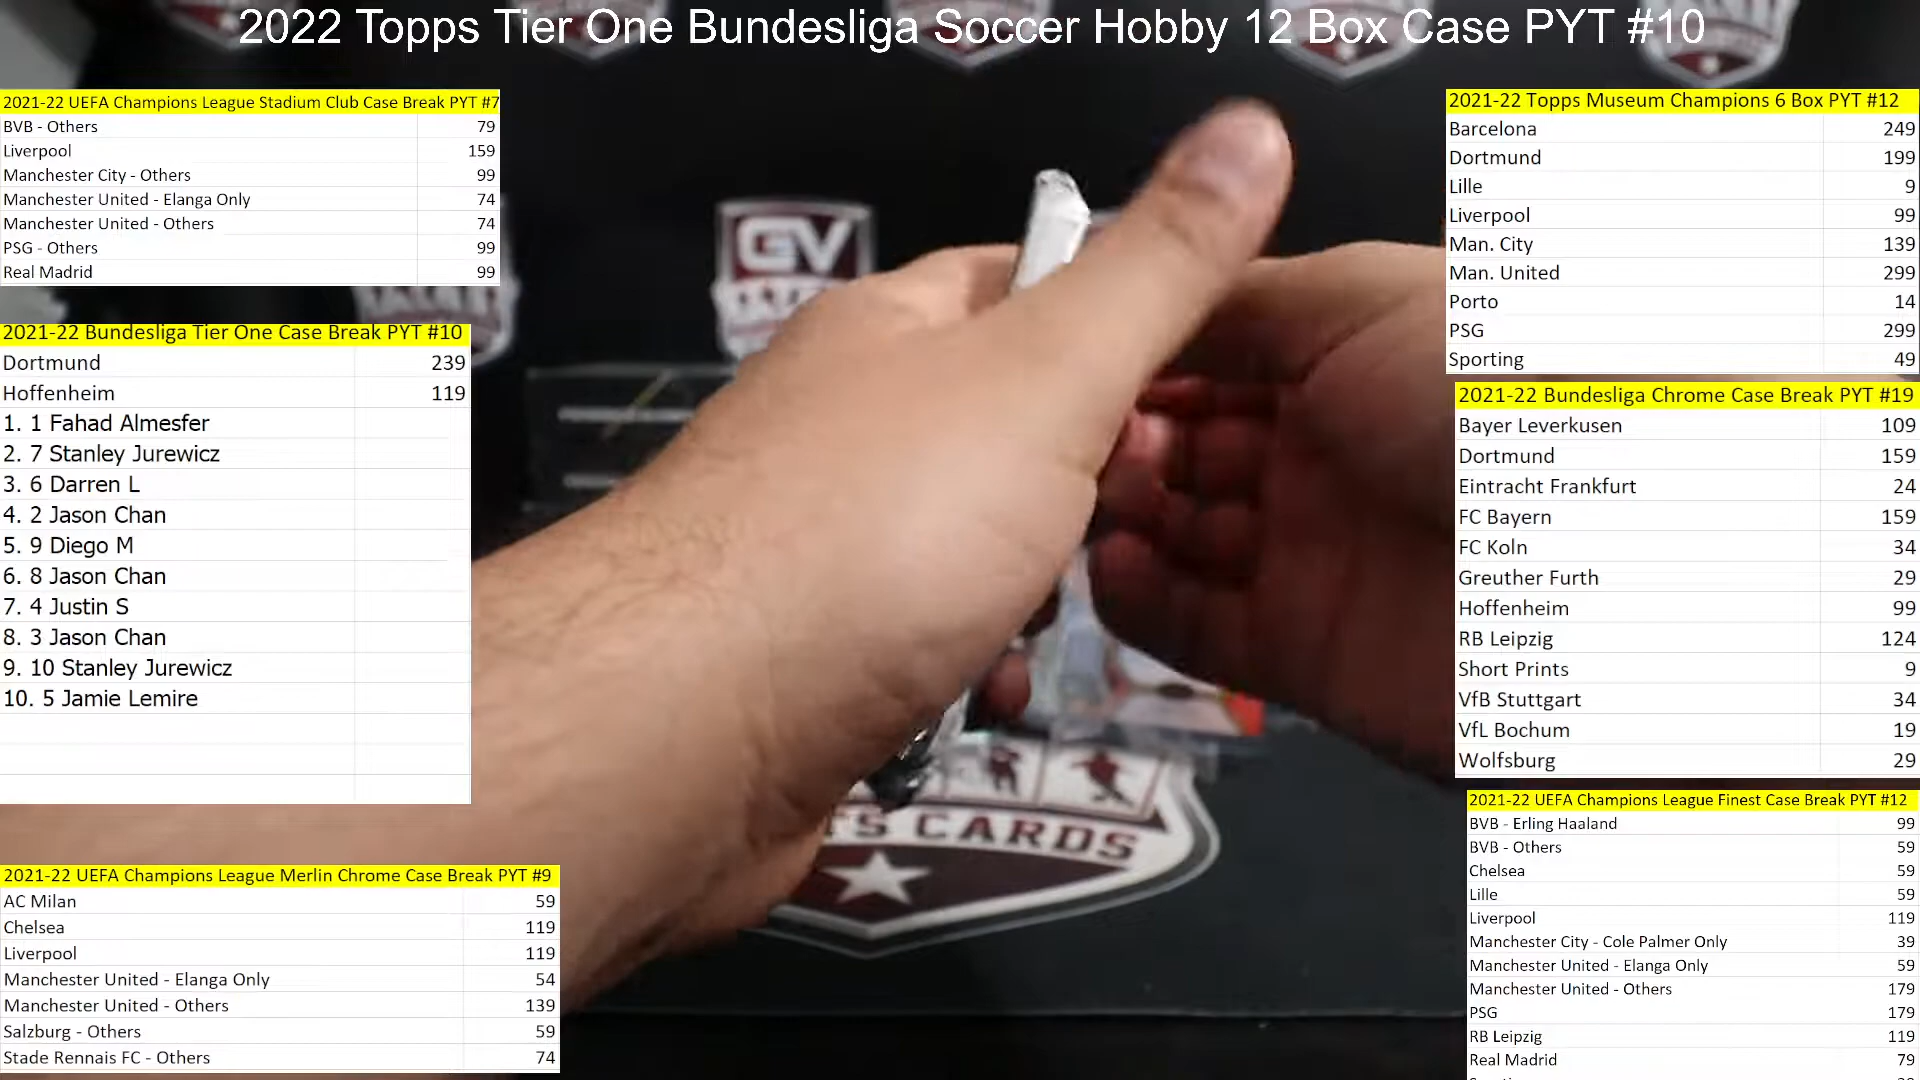 2022 Topps Tier One Bundesliga Soccer Hobby 12 Box Case PYT #10
2021-22 UEFA Champions League Stadium Club Case Break PYT #7
BVB - Others 79
Liverpool 159
Manchester City - Others 99
Manchester United - Elanga Only 74
Manchester United - Others 74
PSG - Others 99
Real Madrid 99
2021-22 Bundesliga Tier One Case Break PYT #10
Dortmund 239
Hoffenheim 119
1. 1 Fahad Almesfer
2. 7 Stanley Jurewicz
3. 6 Darren L
4. 2 Jason Chan
5. 9 Diego M
6. 8 Jason Chan
7. 4 Justin S
8. 3 Jason Chan
9. 10 Stanley Jurewicz
10. 5 Jamie Lemire
2021-22 UEFA Champions League Merlin Chrome Case Break PYT #9
AC Milan 59
Chelsea 119
Liverpool 119
Manchester United - Elanga Only 54
Manchester United - Others 139
Salzburg - Others 59
Stade Rennais FC - Others 74
GV
CARDS
2021-22 Topps Museum Champions 6 Box PYT #12
Barcelona 249
Dortmund 199
Lille 9
Liverpool 99
Man. City 139
Man. United 299
Porto 14
PSG 299
Sporting 49
2021-22 Bundesliga Chrome Case Break PYT #19
Bayer Leverkusen 109
Dortmund 159
Eintracht Frankfurt 24
FC Bayern 159
FC Koln 34
Greuther Furth 29
Hoffenheim 99
RB Leipzig 124
Short Prints 9
VfB Stuttgart 34
VfL Bochum 19
Wolfsburg 29
2021-22 UEFA Champions League Finest Case Break PYT #12
BVB - Erling Haaland 99
BVB - Others 59
Chelsea 59
Lille 59
Liverpool 119
Manchester City - Cole Palmer Only 39
Manchester United - Elanga Only 59
Manchester United - Others 179
PSG 179
RB Leipzig 119
Real Madrid 79